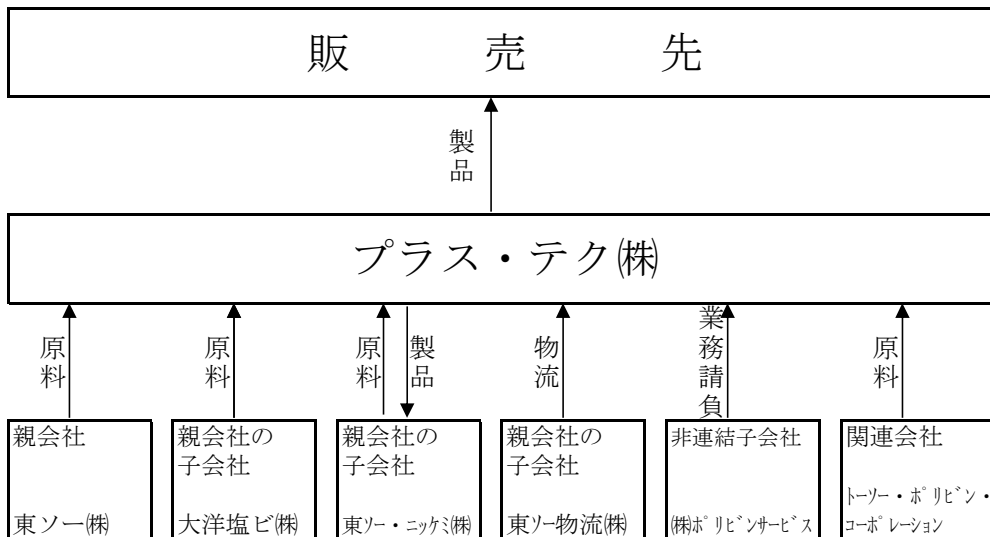 販売先
製品
プラス・テク㈱
原料
原料
原料
製品
物流
業務請負
原料
親会社
東ソー㈱
親会社の
子会社
大洋塩ビ㈱
親会社の
子会社
東ソー・ニッケミ㈱
親会社の
子会社
東ソー物流㈱
非連結子会社
㈱ポリビンサービス
関連会社
トーソー・ポリビン・
コーポレーション